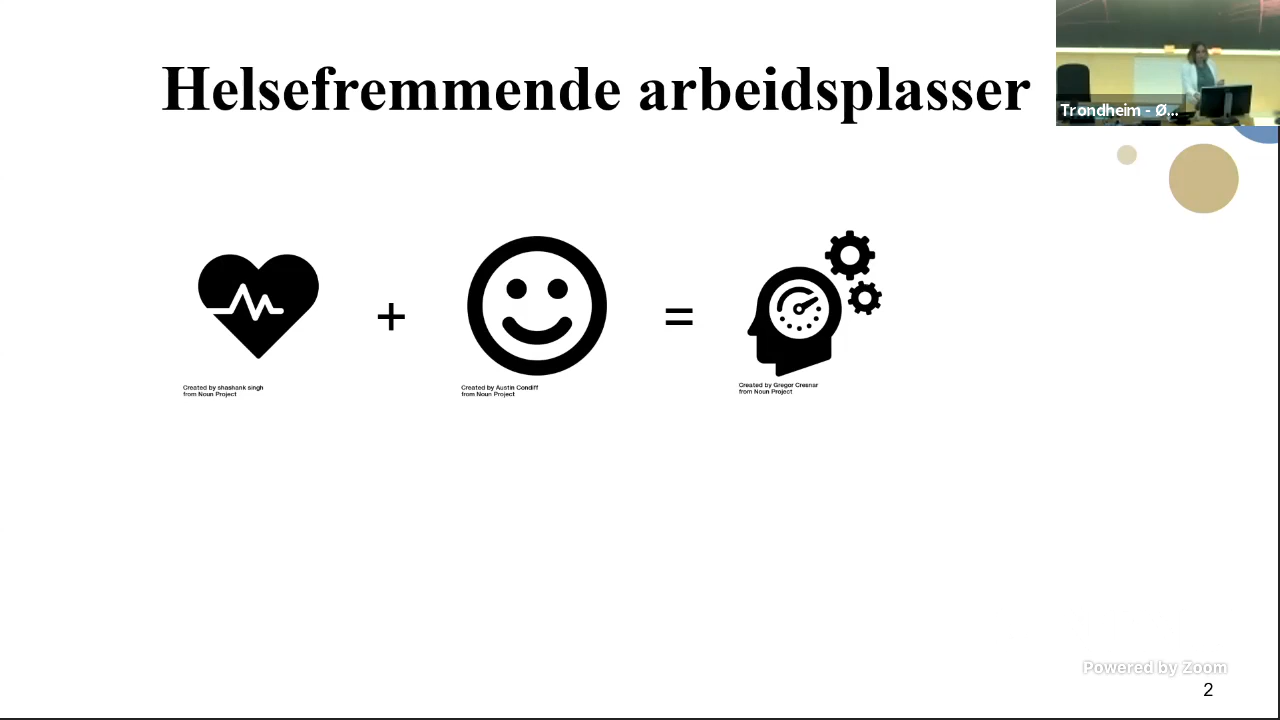 Helsefremmende arbeidsplasser
Trondheim - Ø...
+
=
Created by shashank singh
from Noun Project
Created by Austin Condiff
from Noun Project
Created by Gregor Cresnar
from Noun Project
Powered by Zoom
2